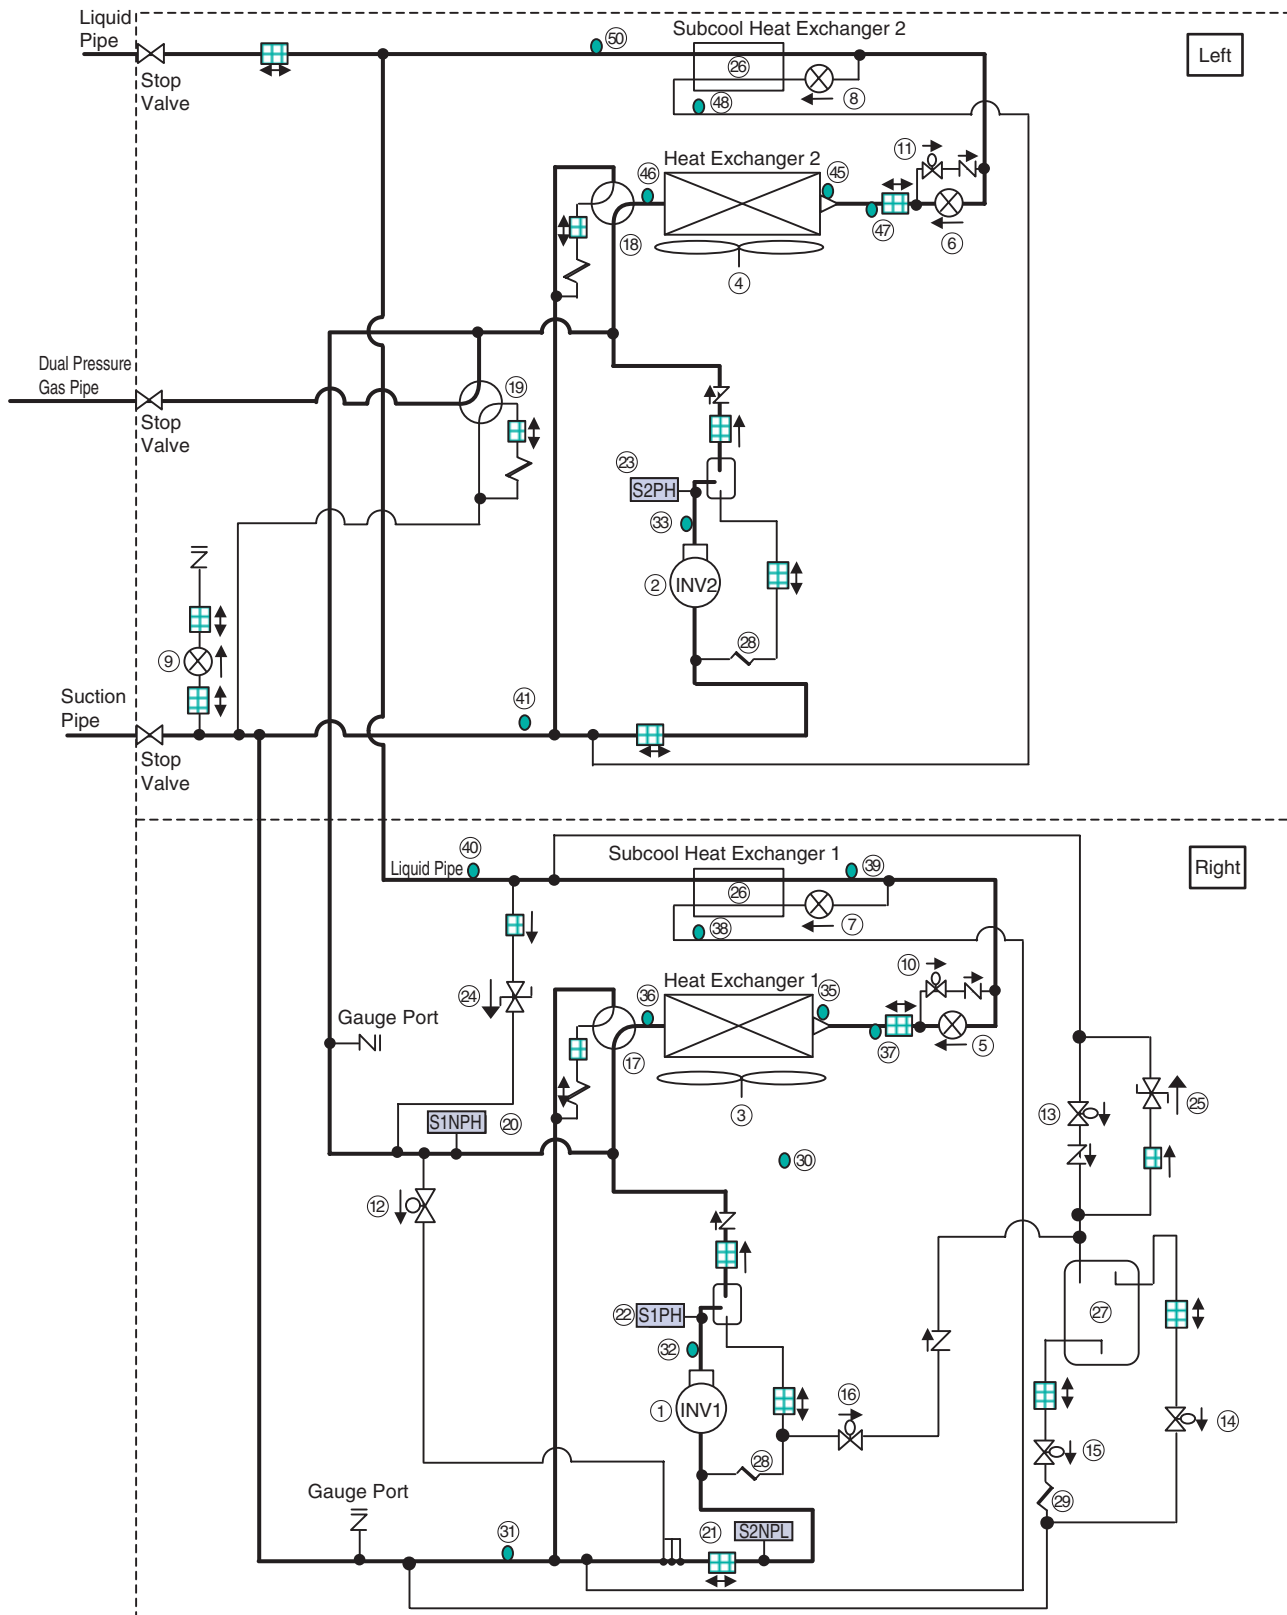 Liquid
Pipe
Stop
Valve
50
Subcool Heat Exchanger 2
26
8
48
Left
11
Heat Exchanger 2
46
45
47
6
18
4
Dual Pressure
Gas Pipe
Stop
Valve
19
23
S2PH
33
2
INV2
28
9
Suction
Pipe
Stop
Valve
41
40
Liquid Pipe
Subcool Heat Exchanger 1
39
26
7
38
Right
10
Heat Exchanger 1
36
35
37
5
17
3
24
Gauge Port
S1NPH
20
30
13
25
12
22
S1PH
32
1
INV1
16
28
27
14
15
29
Gauge Port
31
21
S2NPL